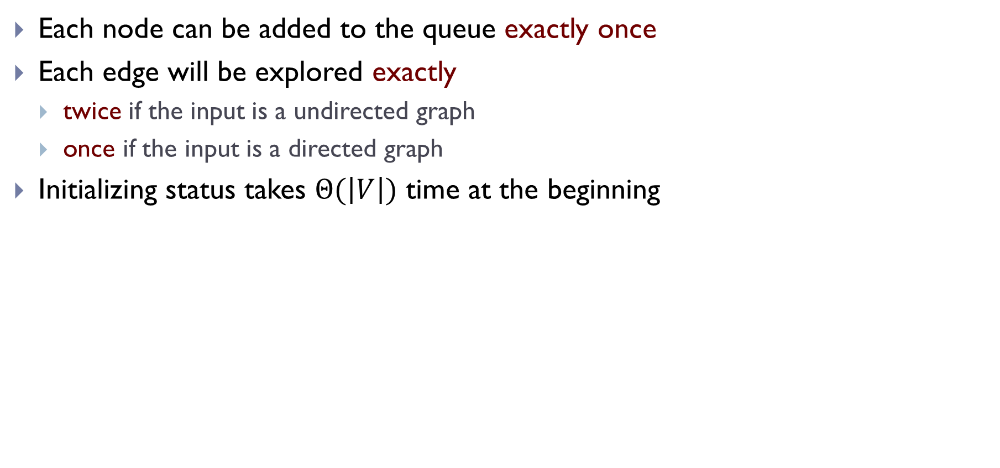 Each node can be added to the queue exactly once
Each edge will be explored exactly
twice if the input is a undirected graph
once if the input is a directed graph
Initializing status takes Θ(|V|) time at the beginning